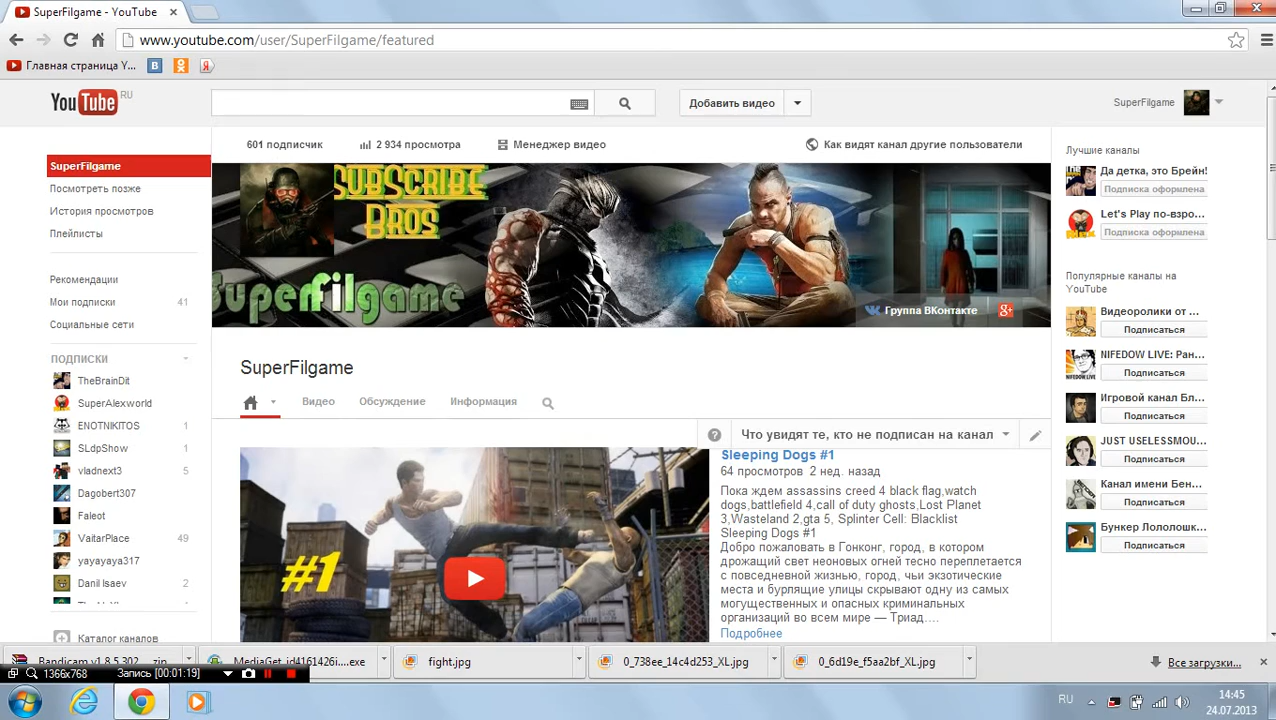 SuperFilgame - YouTube
www.youtube.com/user/SuperFilgame/featured
Главная страница Y...
В
Я
YouTube RU
Добавить видео
SuperFilgame
601 подписчик
2 934 просмотра
Менеджер видео
Как видят канал другие пользователи
SuperFilgame
Посмотреть позже
История просмотров
Плейлисты
Рекомендации
Мои подписки 41
Социальные сети
ПОДПИСКИ
TheBrainDit
SuperAlexworld
ENOTNIKITOS 1
SLdpShow 1
vladnext3 5
Dagobert307
Faleot
VaitarPlace 49
yayayaya317
Danil Isaev 2
Каталог каналов
SUBSCRIBE
BROS
Superfilgame
Группа ВКонтакте
g+
SuperFilgame
Видео
Обсуждение
Информация
?
Что увидят те, кто не подписан на канал
#1
Sleeping Dogs #1
64 просмотров 2 нед. назад
Пока ждем assassins creed 4 black flag,watch
dogs,battlefield 4,call of duty ghosts,Lost Planet
3,Wasteland 2,gta 5, Splinter Cell: Blacklist
Sleeping Dogs #1
Добро пожаловать в Гонконг, город, в котором
дрожащий свет неоновых огней тесно переплетается
с повседневной жизнью, город, чьи экзотические
места и бурлящие улицы скрывают одну из самых
могущественных и опасных криминальных
организаций во всем мире — Триад....
Подробнее
Лучшие каналы
Да детка, это Брейн!
Подписка оформлена
Let's Play по-взро...
Подписка оформлена
Популярные каналы на
YouTube
Видеоролики от ...
Подписаться
NIFEDOW LIVE: Ран...
Подписаться
Игровой канал Бл...
Подписаться
JUST USELESSMOU...
Подписаться
Канал имени Бен...
Подписаться
Бункер Лололошк...
Подписаться
Bandicam v1.8.5.302....zip
MediaGet_id4161426i....exe
fight.jpg
0_738ee_14c4d253_XL.jpg
0_6d19e_f5aa2bf_XL.jpg
Все загрузки...
1366x768
Запись [00:01:19]
RU
14:45
24.07.2013